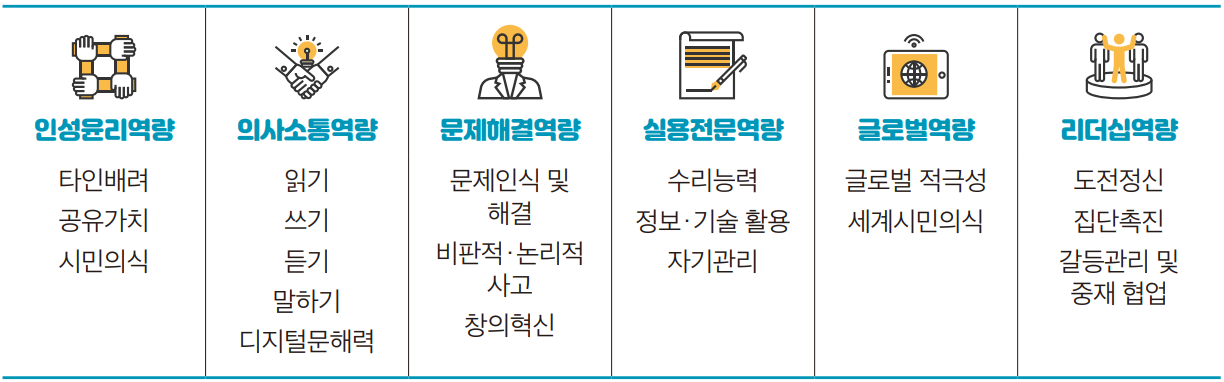 인성윤리역량
타인배려
공유가치
시민의식
의사소통역량
읽기
쓰기
듣기
말하기
디지털문해력
문제해결역량
문제인식 및
해결
비판적·논리적
사고
창의혁신
실용전문역량
수리능력
정보·기술 활용
자기관리
글로벌역량
글로벌 적극성
세계시민의식
리더십역량
도전정신
집단촉진
갈등관리 및
중재 협업